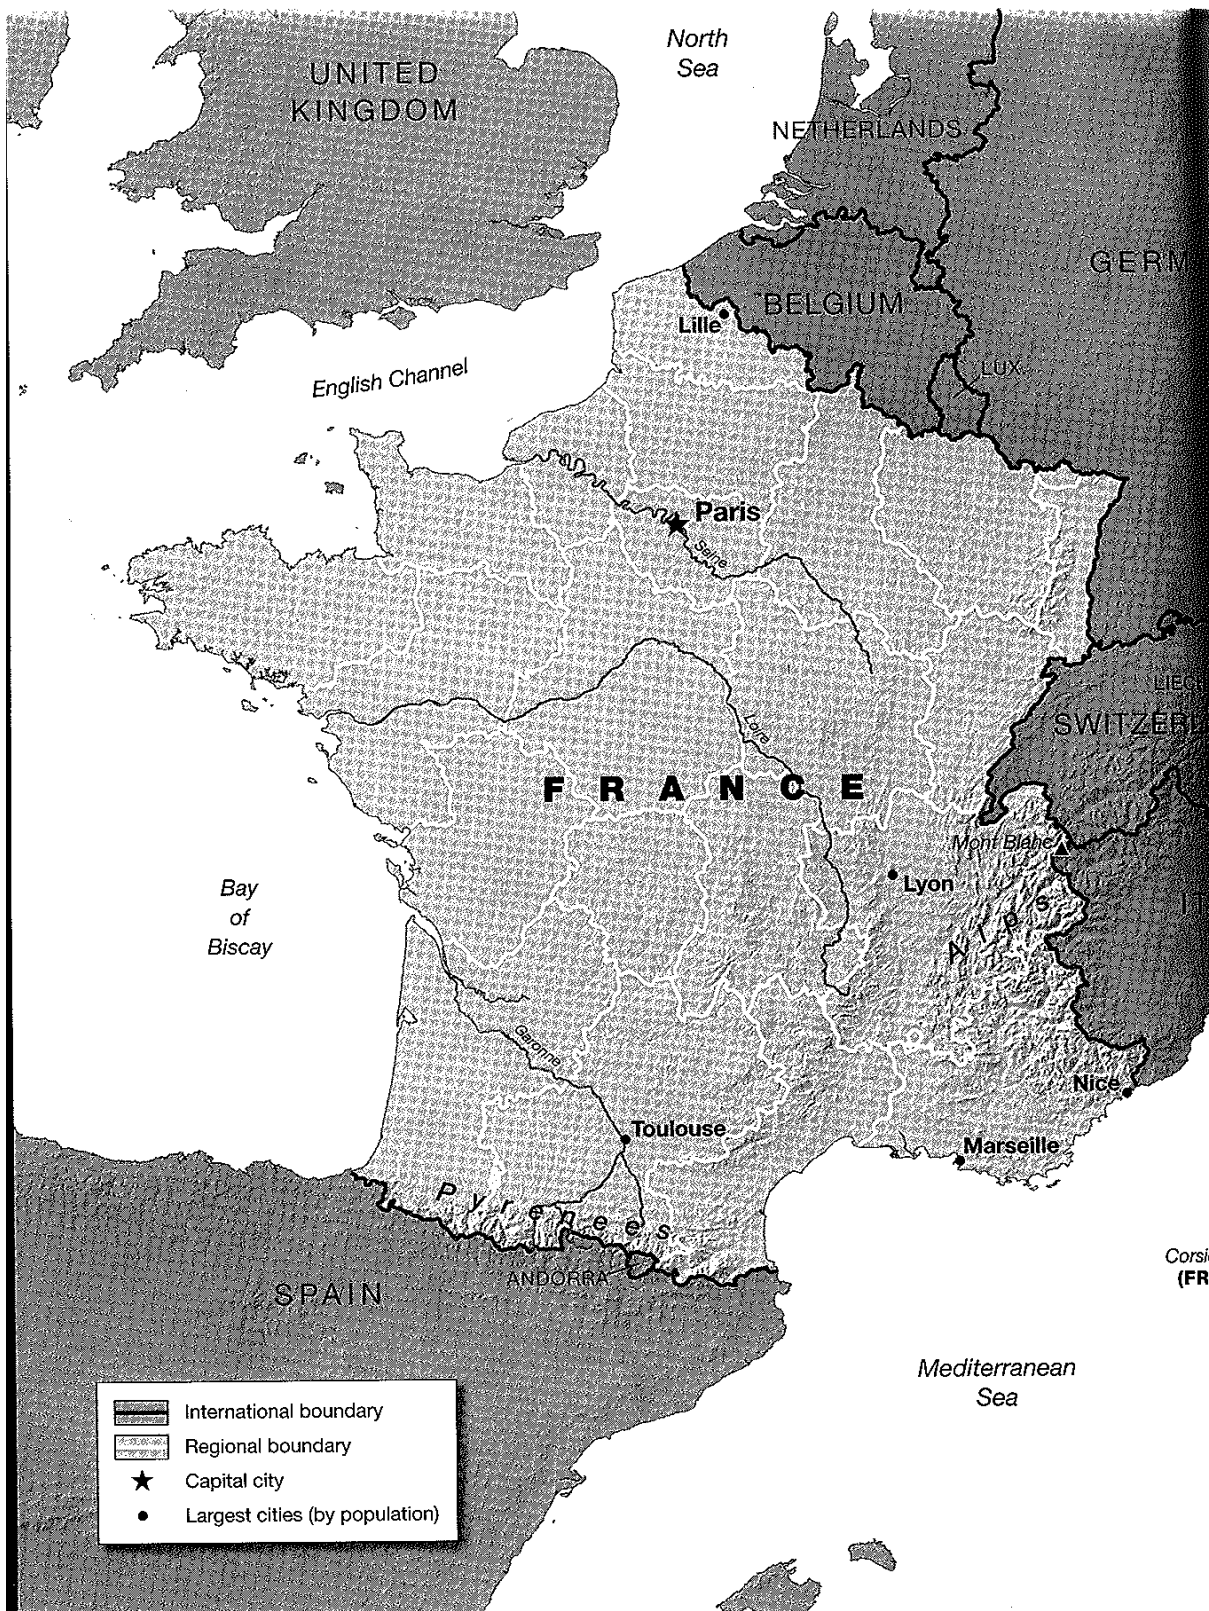 North
Sea
UNITED
KINGDOM
NETHERLANDS
GERM
BELGIUM
Lille
LUX.
English Channel
Paris
Seine
LIEC
SWITZERL
Loire
FRANCE
Mont Blanc
Lyon
Alps
IT
Bay
of
Biscay
Garonne
Nice
Toulouse
Marseille
Pyrenees
Corsi
(FR
ANDORRA
SPAIN
Mediterranean
Sea
International boundary
Regional boundary
Capital city
Largest cities (by population)